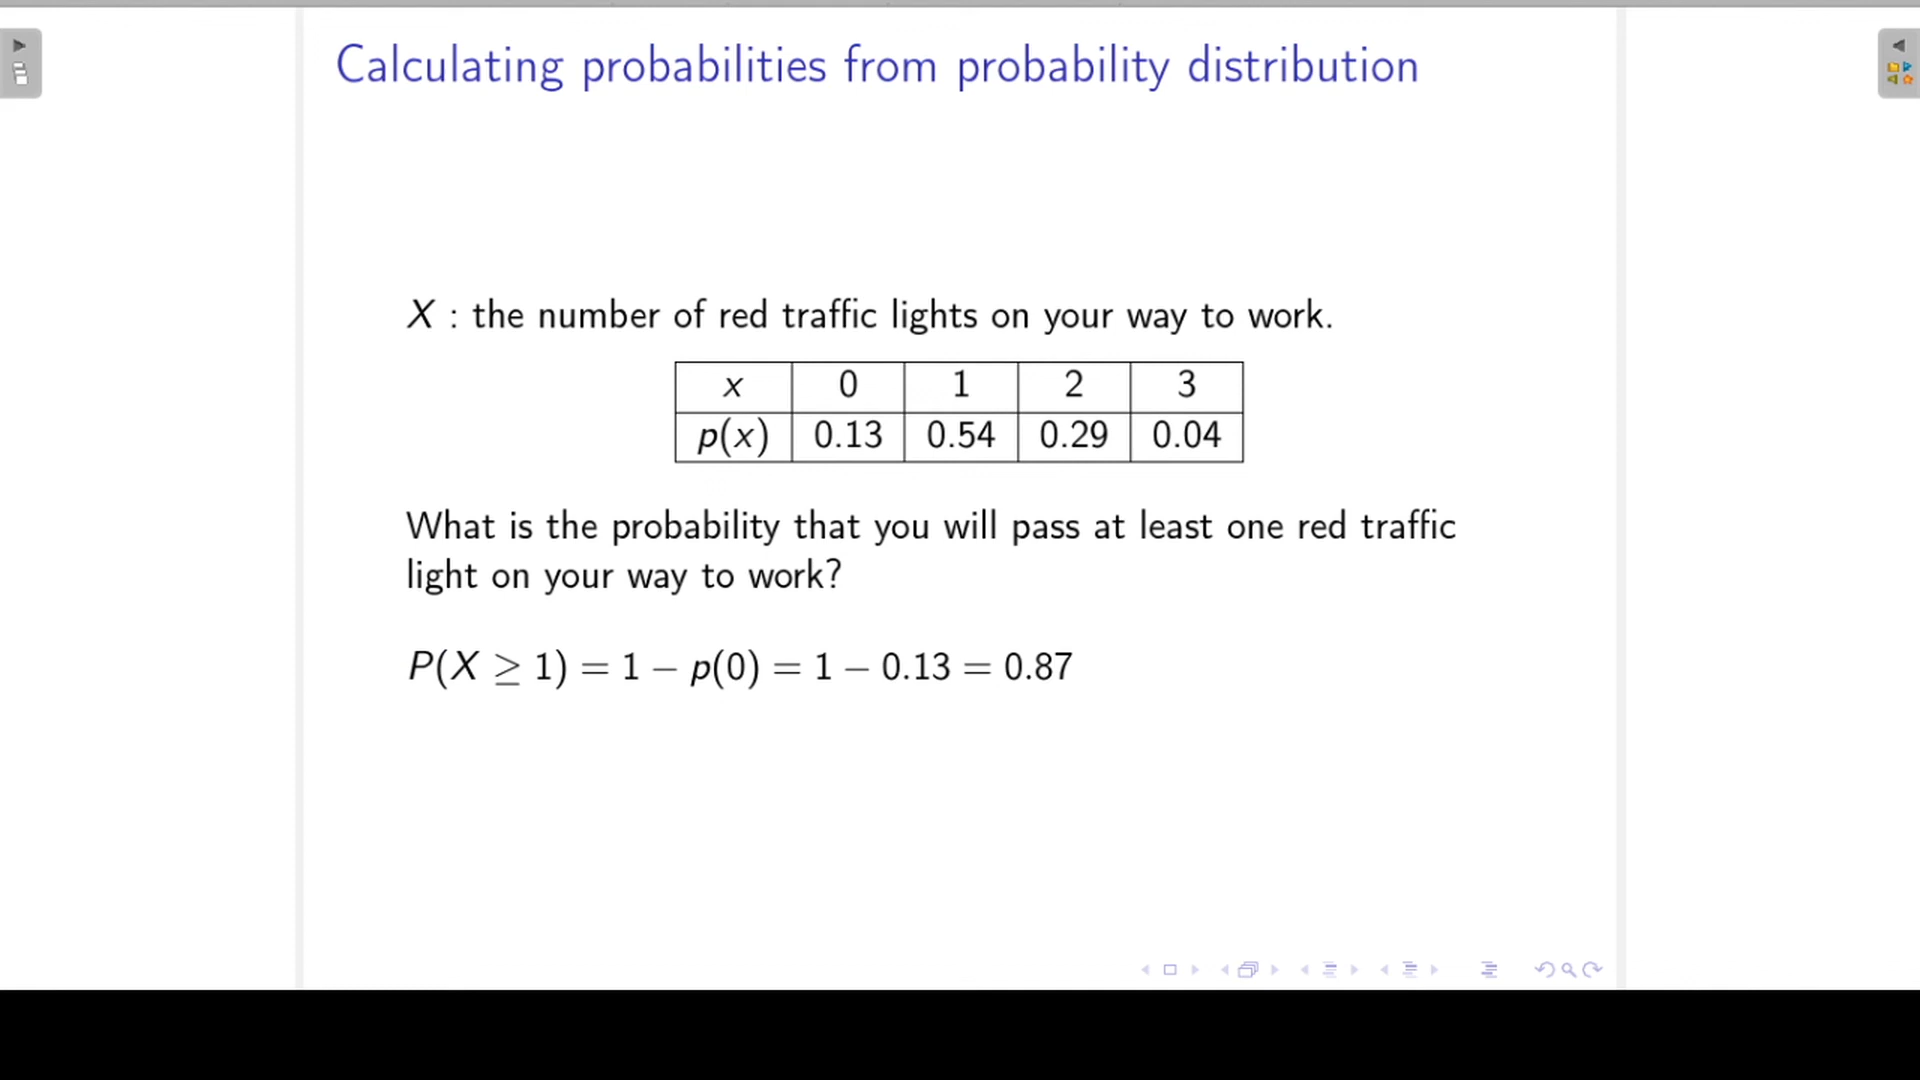 Calculating probabilities from probability distribution
X : the number of red traffic lights on your way to work.
x 0 1 2 3
p(x) 0.13 0.54 0.29 0.04
What is the probability that you will pass at least one red traffic
light on your way to work?
P(X ≥ 1) = 1 − p(0) = 1 − 0.13 = 0.87